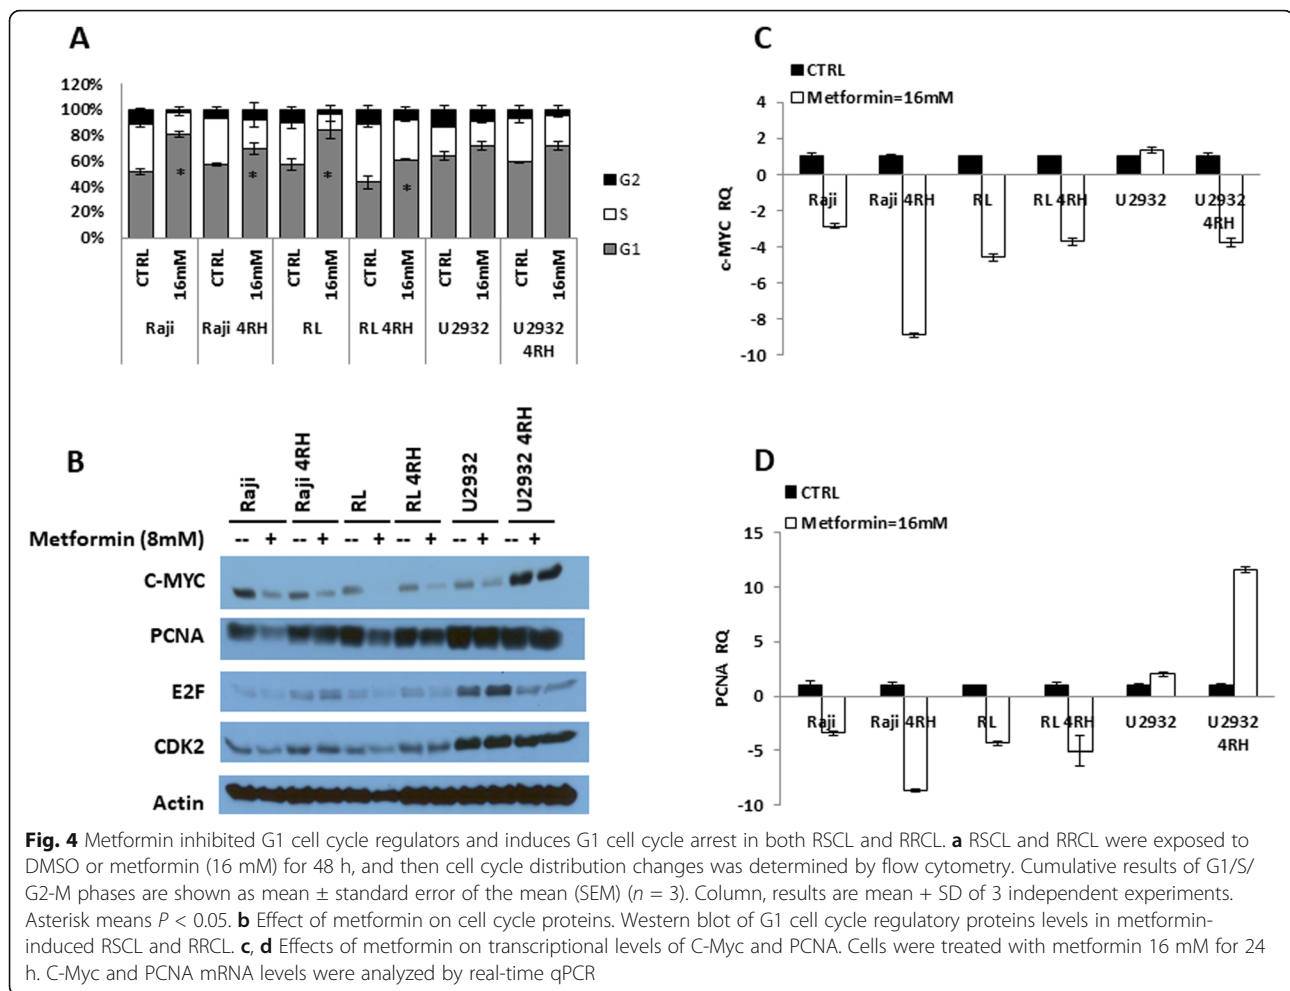 A
120%
100%
80%
60%
40%
20%
0%
* * * *
G2
S
G1
CTRL 16mM CTRL 16mM CTRL 16mM CTRL 16mM CTRL 16mM CTRL 16mM
Raji Raji 4RH RL RL 4RH U2932 U2932 4RH
C
CTRL
Metformin=16mM
c-MYC RQ
4
2
0
-2
-4
-6
-8
-10
Raji Raji 4RH RL RL 4RH U2932 U2932 4RH
B
Raji Raji 4RH RL RL 4RH U2932 U2932 4RH
Metformin (8mM) -- + -- + -- + -- + -- + -- +
C-MYC
PCNA
E2F
CDK2
Actin
D
CTRL
Metformin=16mM
PCNA RQ
15
10
5
0
-5
-10
Raji Raji 4RH RL RL 4RH U2932 U2932 4RH
Fig. 4 Metformin inhibited G1 cell cycle regulators and induces G1 cell cycle arrest in both RSCL and RRCL. a RSCL and RRCL were exposed to
DMSO or metformin (16 mM) for 48 h, and then cell cycle distribution changes was determined by flow cytometry. Cumulative results of G1/S/
G2-M phases are shown as mean ± standard error of the mean (SEM) (n = 3). Column, results are mean + SD of 3 independent experiments.
Asterisk means P < 0.05. b Effect of metformin on cell cycle proteins. Western blot of G1 cell cycle regulatory proteins levels in metformin-
induced RSCL and RRCL. c, d Effects of metformin on transcriptional levels of C-Myc and PCNA. Cells were treated with metformin 16 mM for 24
h. C-Myc and PCNA mRNA levels were analyzed by real-time qPCR